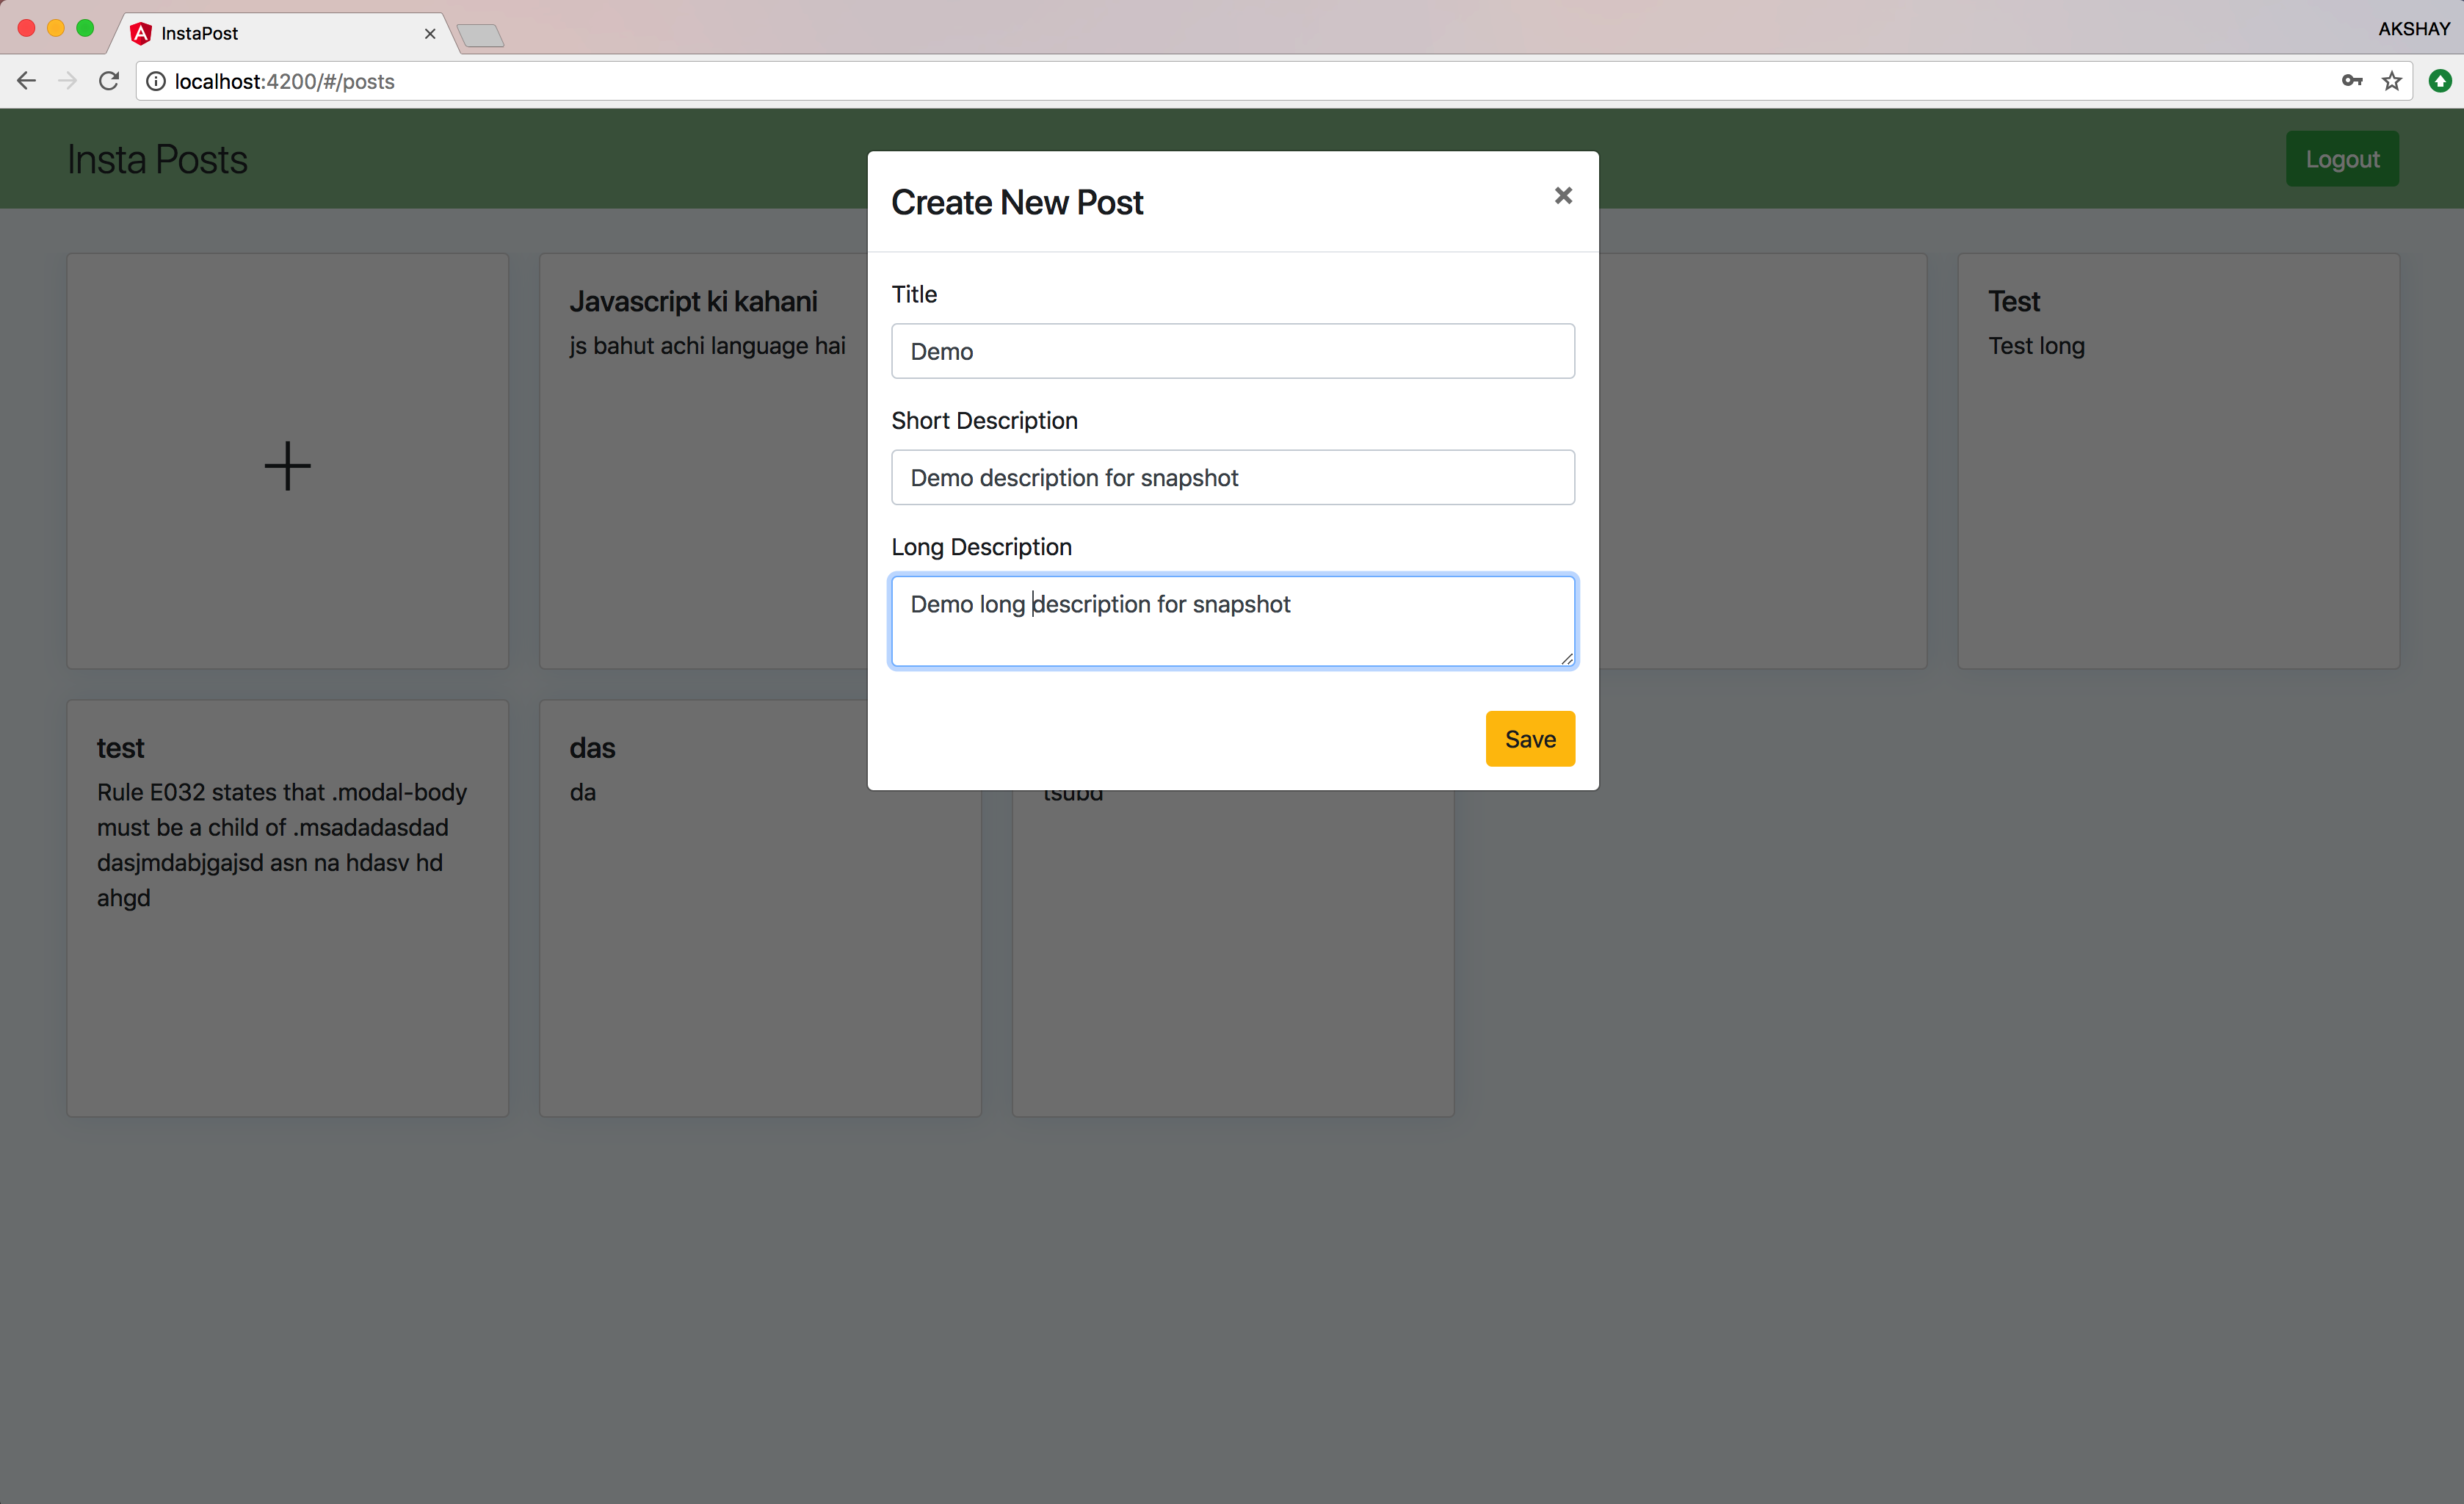 InstaPost
AKSHAY
localhost:4200/#/posts
Insta Posts
Logout
Create New Post
Title
Demo
Short Description
Demo description for snapshot
Long Description
Demo long description for snapshot
Save
Javascript ki kahani
js bahut achi language hai
Test
Test long
test
Rule E032 states that .modal-body
must be a child of .msadadasdad
dasjmdabjgajsd asn na hdasv hd
ahgd
das
da
tsubd